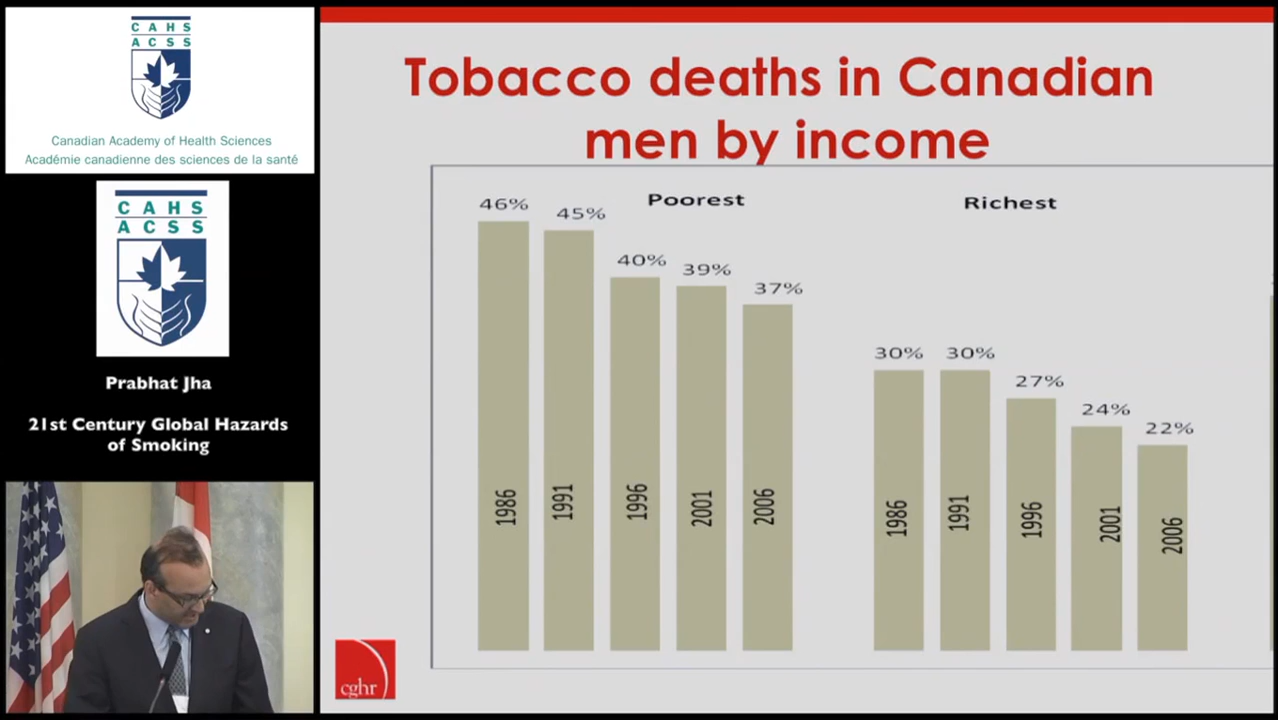 CAHS
ACSS
Canadian Academy of Health Sciences
Académie canadienne des sciences de la santé
CAHS
ACSS
Prabhat Jha
21st Century Global Hazards
of Smoking
Tobacco deaths in Canadian
men by income
Poorest
46%
45%
40%
39%
37%
1986
1991
1996
2001
2006
Richest
30%
30%
27%
24%
22%
1986
1991
1996
2001
2006
cghr